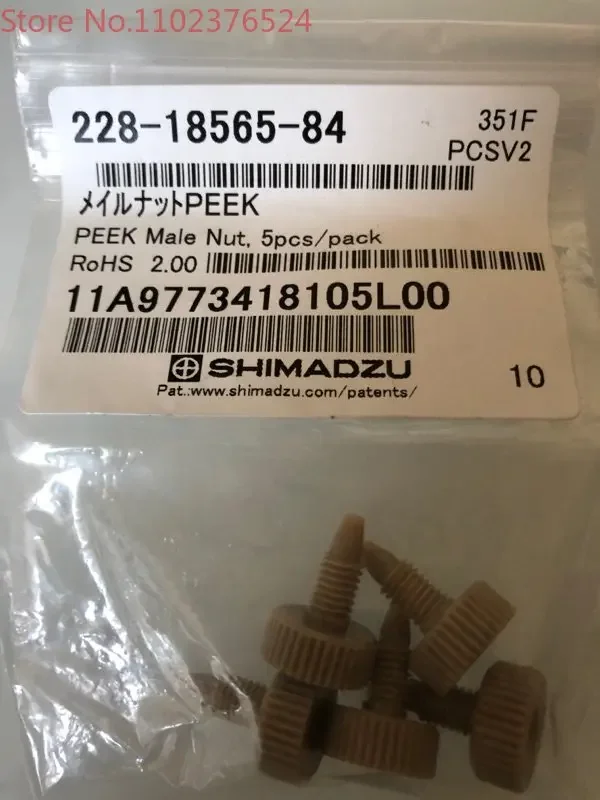 Store No.1102376524
228-18565-84
351F
PCSV2
メイルナットPEEK
PEEK Male Nut, 5pcs/pack
RoHS 2.00
11A9773418105L00
SHIMADZU
Pat.:www.shimadzu.com/patents/
10